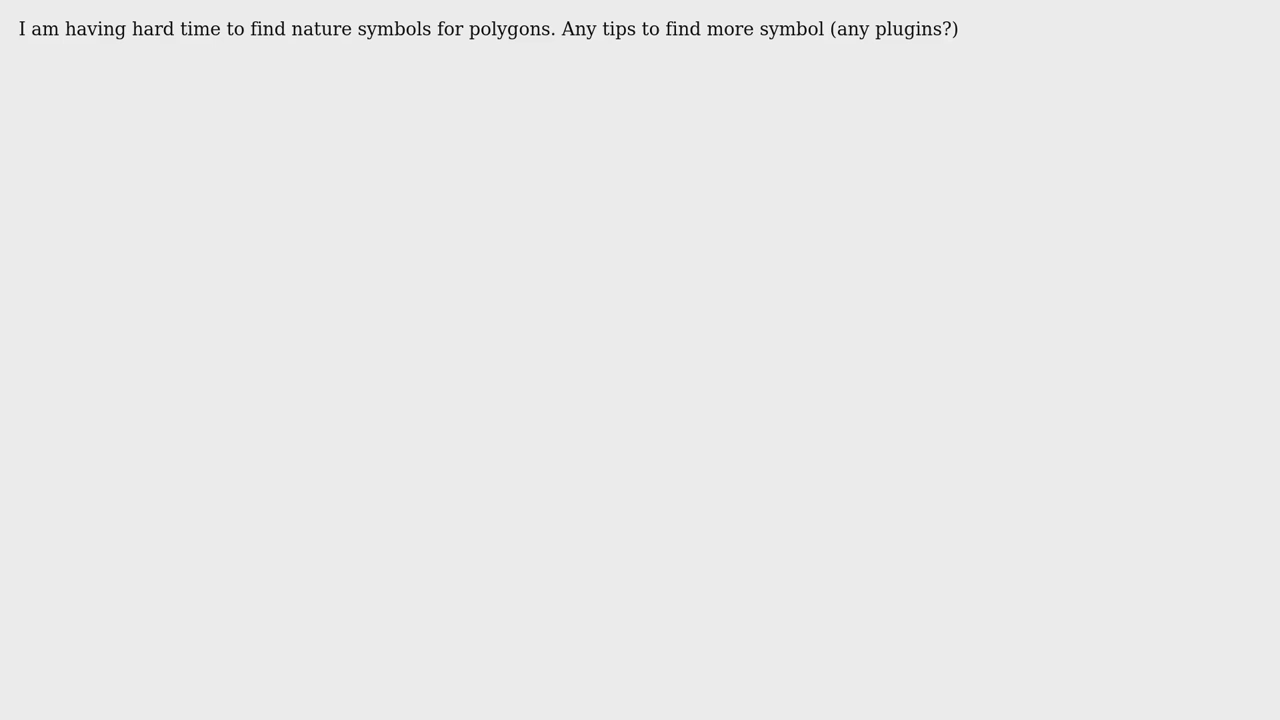 I am having hard time to find nature symbols for polygons. Any tips to find more symbol (any plugins?)